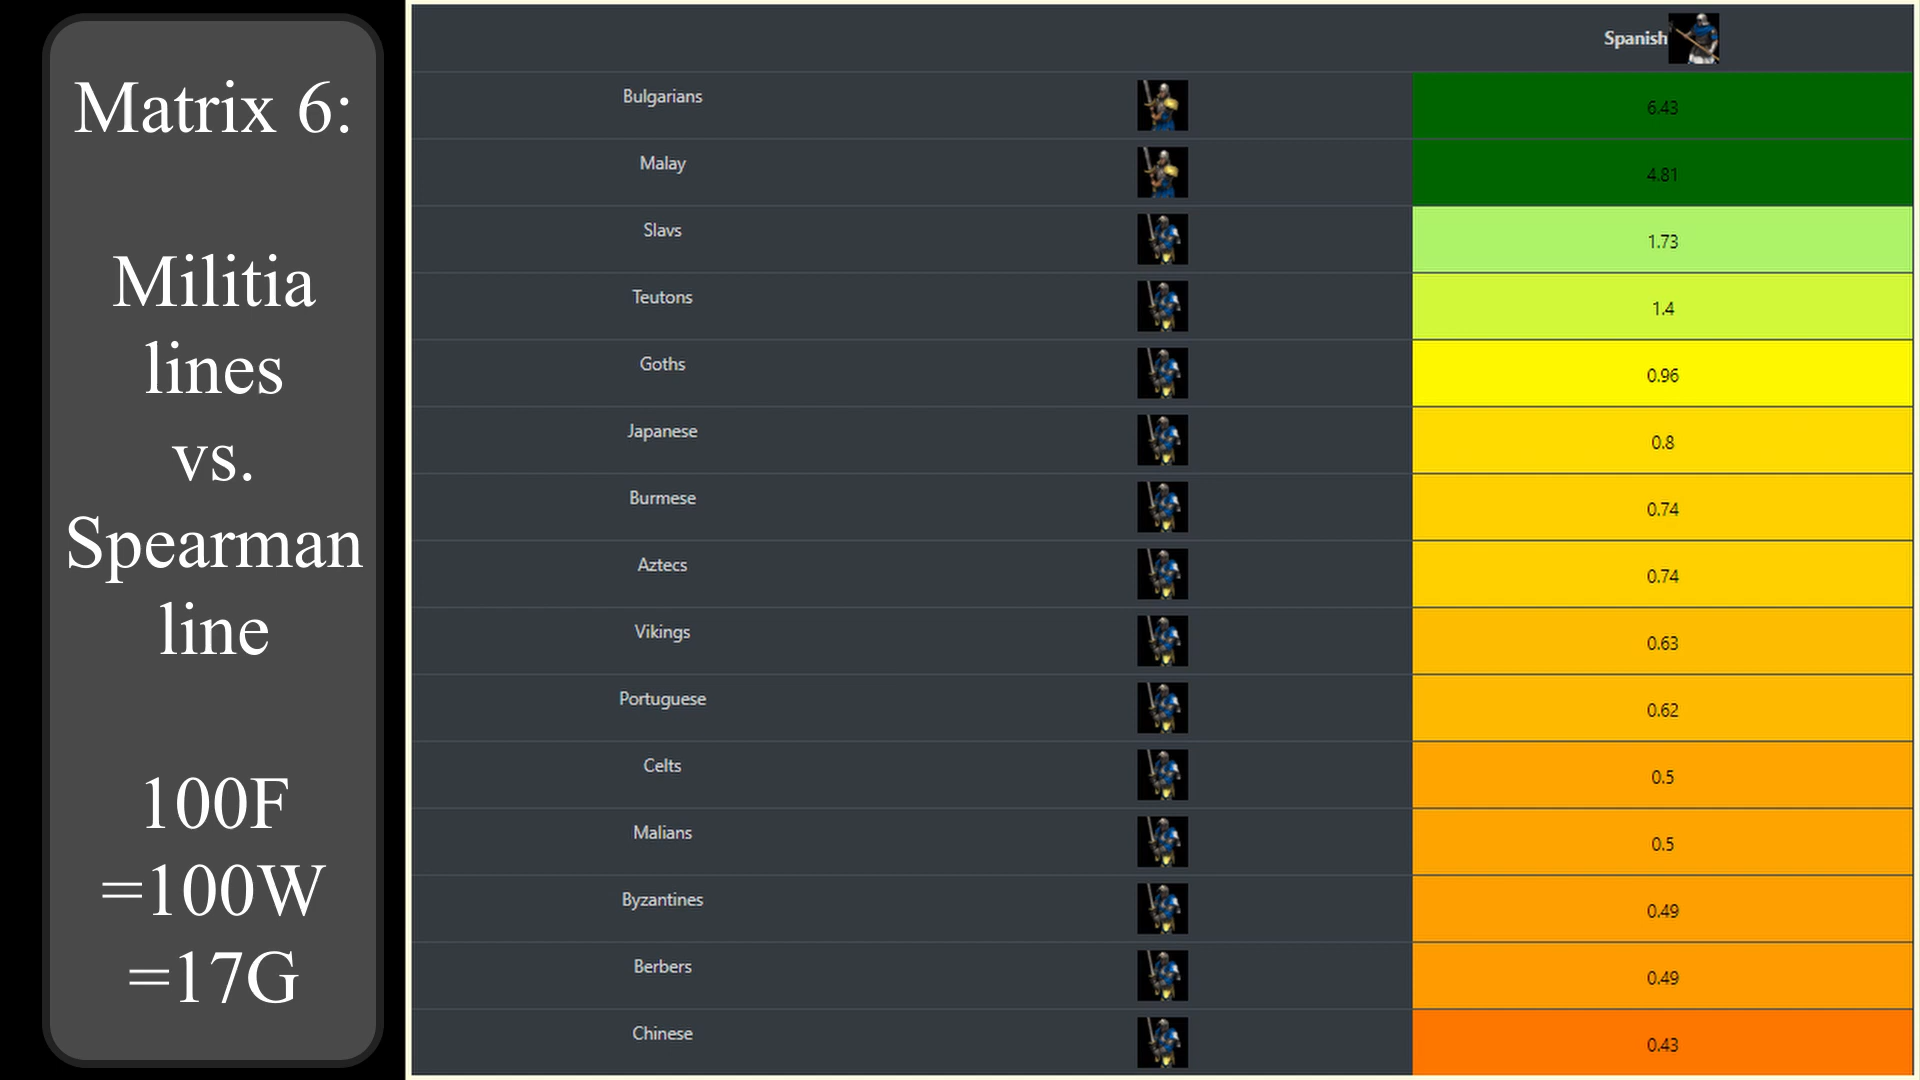 Matrix 6:
Militia
lines
vs.
Spearman
line
100F
=100W
=17G
Spanish
Bulgarians 6.43
Malay 4.81
Slavs 1.73
Teutons 1.4
Goths 0.96
Japanese 0.8
Burmese 0.74
Aztecs 0.74
Vikings 0.63
Portuguese 0.62
Celts 0.5
Malians 0.5
Byzantines 0.49
Berbers 0.49
Chinese 0.43